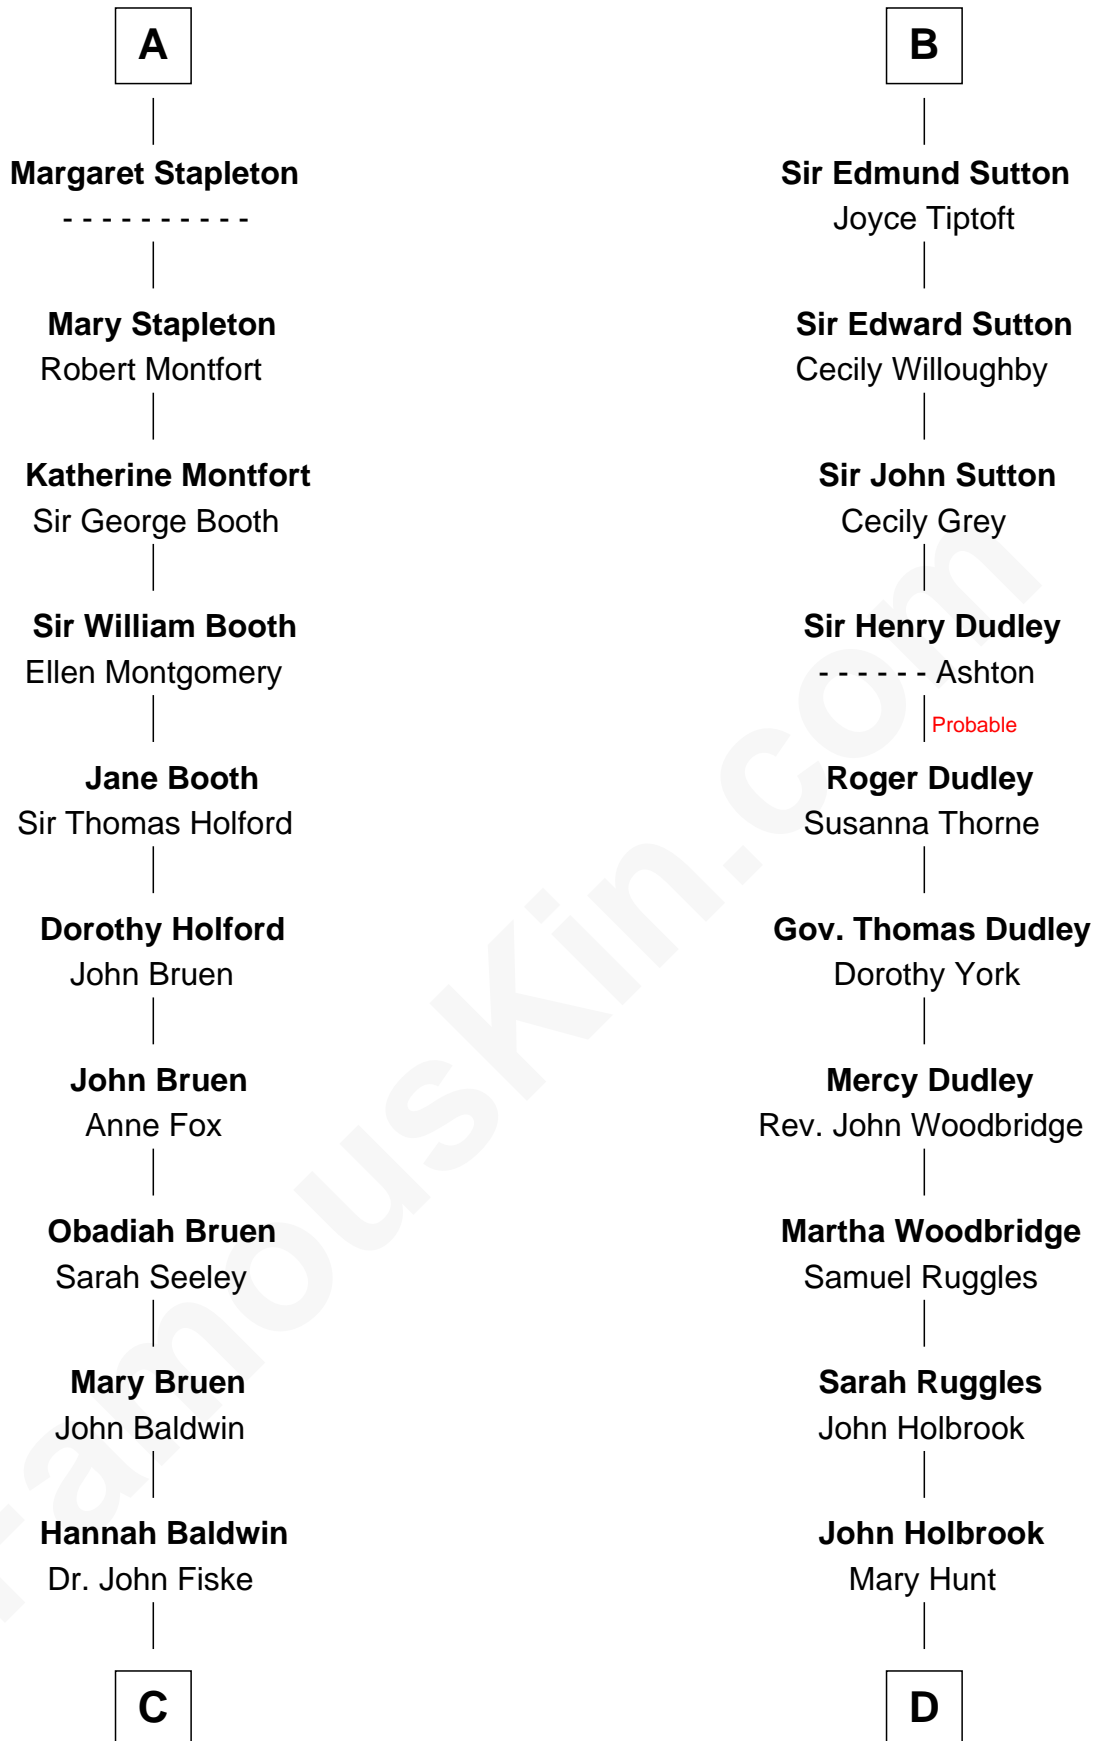 A
Margaret Stapleton
- - - - - - - - - -
Mary Stapleton
Robert Montfort
Katherine Montfort
Sir George Booth
Sir William Booth
Ellen Montgomery
Jane Booth
Sir Thomas Holford
Dorothy Holford
John Bruen
John Bruen
Anne Fox
Obadiah Bruen
Sarah Seeley
Mary Bruen
John Baldwin
Hannah Baldwin
Dr. John Fiske
C
B
Sir Edmund Sutton
Joyce Tiptoft
Sir Edward Sutton
Cecily Willoughby
Sir John Sutton
Cecily Grey
Sir Henry Dudley
- - - - - - Ashton
Probable
Roger Dudley
Susanna Thorne
Gov. Thomas Dudley
Dorothy York
Mercy Dudley
Rev. John Woodbridge
Martha Woodbridge
Samuel Ruggles
Sarah Ruggles
John Holbrook
John Holbrook
Mary Hunt
D
FamousKin.com